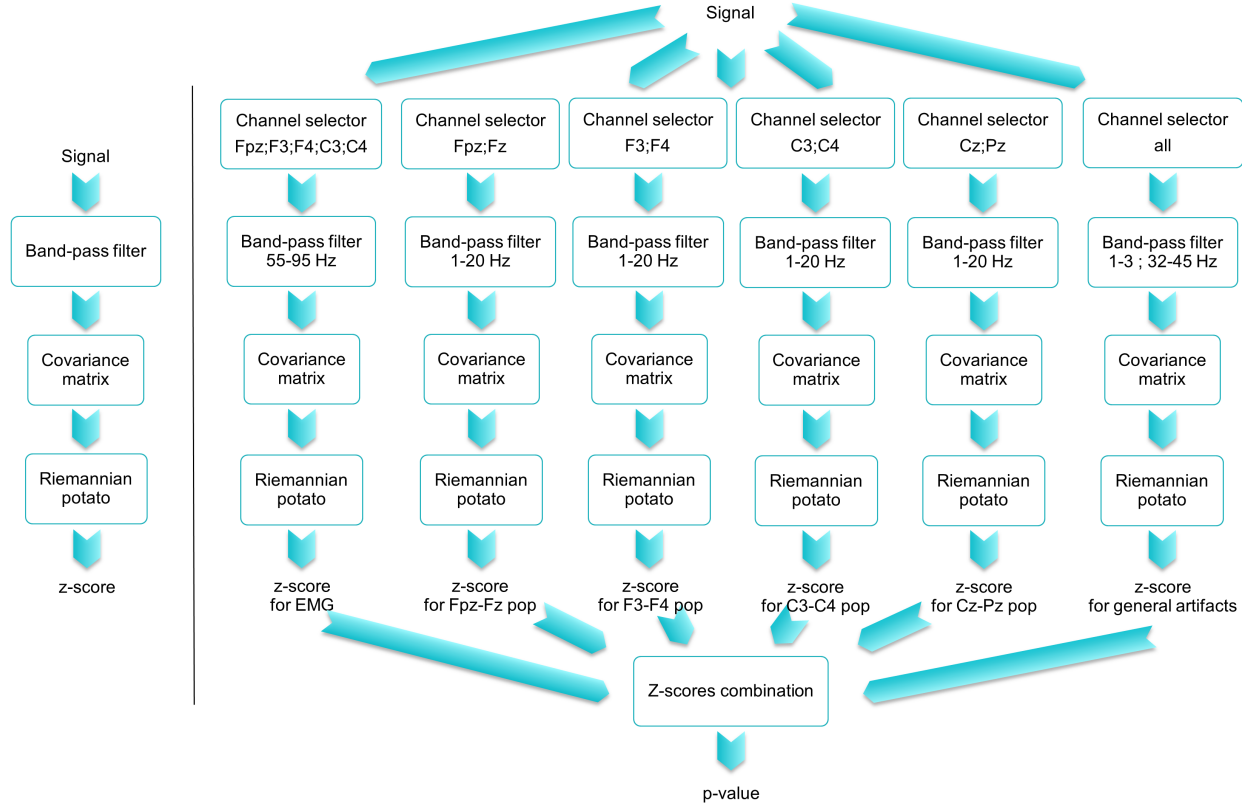 Signal
Band-pass filter
Covariance
matrix
Riemannian
potato
z-score
Signal
Channel selector
Fpz;F3;F4;C3;C4
Channel selector
Fpz;Fz
Channel selector
F3;F4
Channel selector
C3;C4
Channel selector
Cz;Pz
Channel selector
all
Band-pass filter
55-95 Hz
Band-pass filter
1-20 Hz
Band-pass filter
1-20 Hz
Band-pass filter
1-20 Hz
Band-pass filter
1-20 Hz
Band-pass filter
1-3 ; 32-45 Hz
Covariance
matrix
Covariance
matrix
Covariance
matrix
Covariance
matrix
Covariance
matrix
Covariance
matrix
Riemannian
potato
Riemannian
potato
Riemannian
potato
Riemannian
potato
Riemannian
potato
Riemannian
potato
z-score
for EMG
z-score
for Fpz-Fz pop
z-score
for F3-F4 pop
z-score
for C3-C4 pop
z-score
for Cz-Pz pop
z-score
for general artifacts
Z-scores combination
p-value